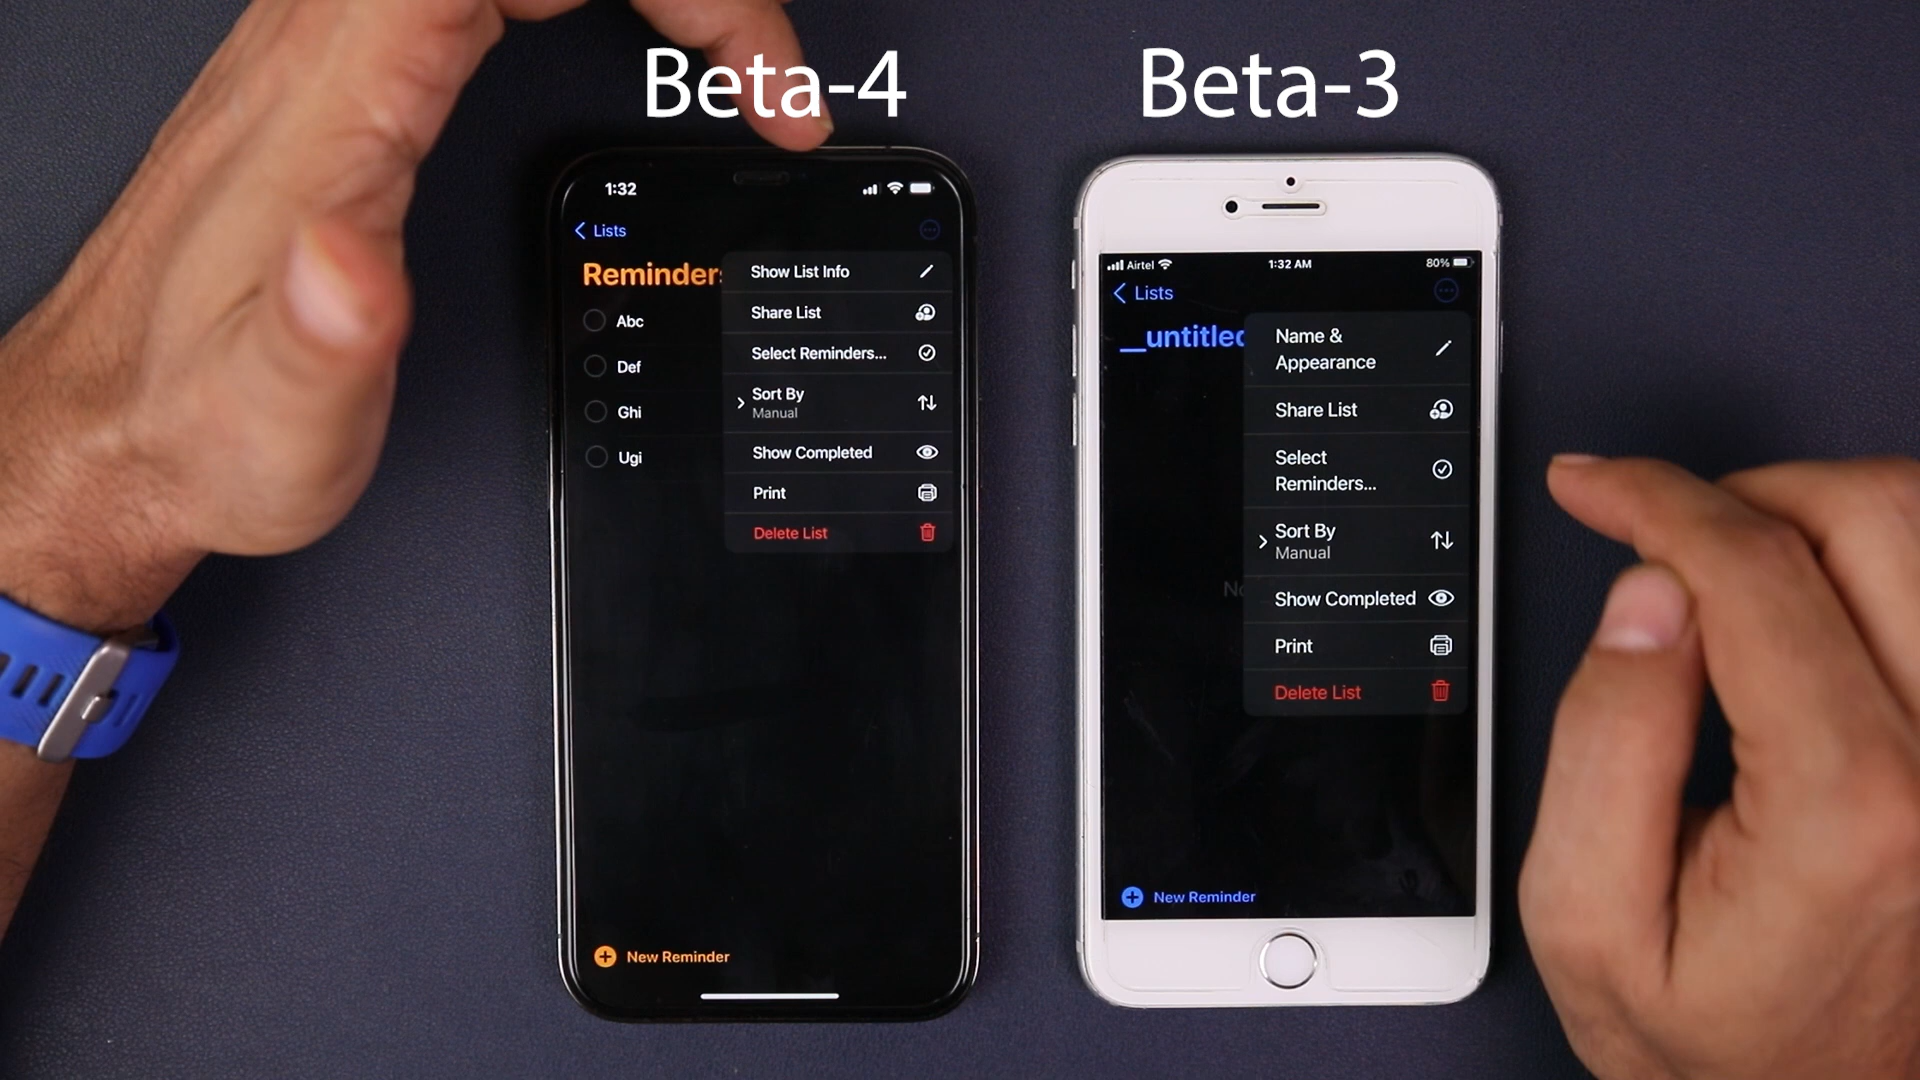 Beta-4
Beta-3
1:32
Lists
Reminders
Show List Info
Share List
Select Reminders...
Sort By
Manual
Show Completed
Print
Delete List
Abc
Def
Ghi
Ugi
New Reminder
Airtel
1:32 AM
80%
Lists
__untitled
Name &
Appearance
Share List
Select
Reminders...
Sort By
Manual
Show Completed
Print
Delete List
No
New Reminder